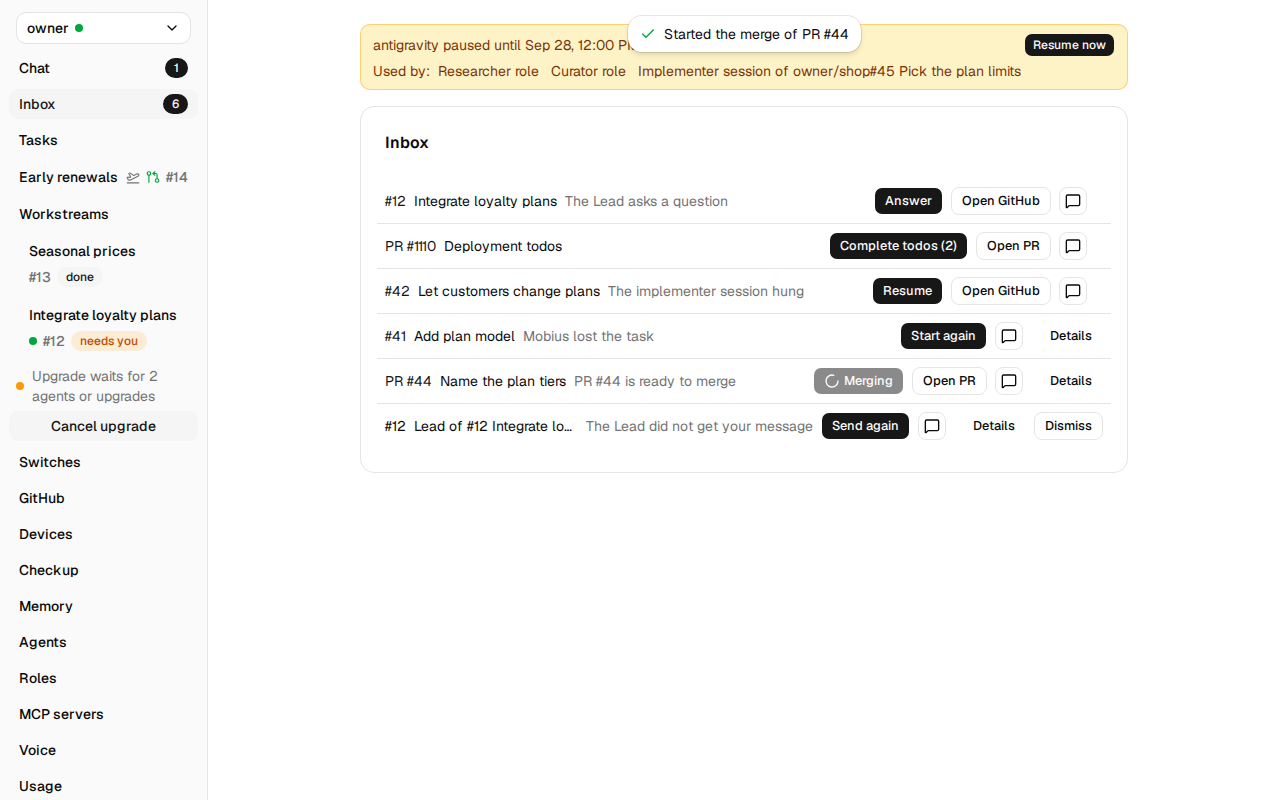 owner
Chat 1
Inbox 6
Tasks
Early renewals #14
Workstreams
Seasonal prices
#13 done
Integrate loyalty plans
#12 needs you
Upgrade waits for 2
agents or upgrades
Cancel upgrade
Switches
GitHub
Devices
Checkup
Memory
Agents
Roles
MCP servers
Voice
Usage
Started the merge of PR #44
antigravity paused until Sep 28, 12:00
Resume now
Used by: Researcher role Curator role Implementer session of owner/shop#45 Pick the plan limits
Inbox
#12 Integrate loyalty plans The Lead asks a question Answer Open GitHub
PR #1110 Deployment todos Complete todos (2) Open PR
#42 Let customers change plans The implementer session hung Resume Open GitHub
#41 Add plan model Mobius lost the task Start again Details
PR #44 Name the plan tiers PR #44 is ready to merge Merging Open PR Details
#12 Lead of #12 Integrate lo... The Lead did not get your message Send again Details Dismiss